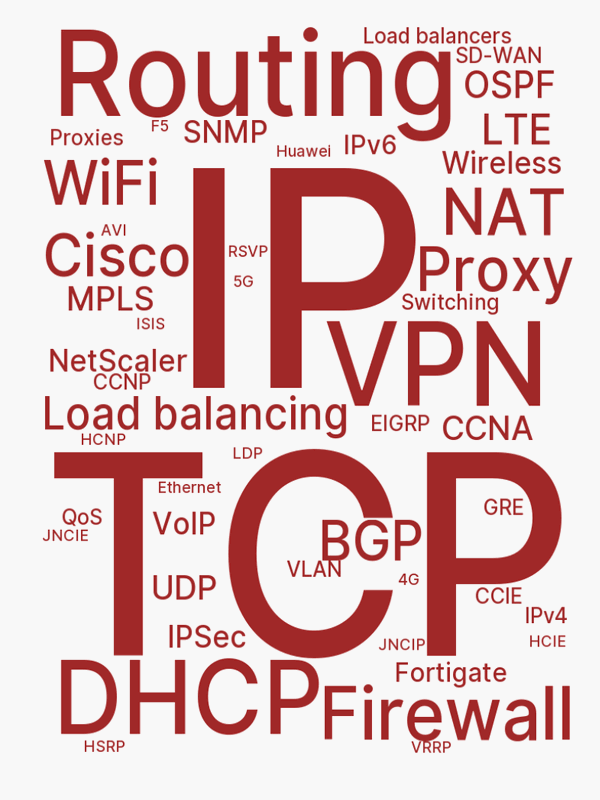 Load balancers
Routing
SD-WAN
OSPF
Proxies
F5
SNMP
LTE
Huawei
IPv6
Wireless
WiFi
IP
NAT
AVI
Cisco
RSVP
Proxy
5G
MPLS
Switching
ISIS
VPN
NetScaler
CCNP
Load balancing
EIGRP
CCNA
HCNP
LDP
TCP
Ethernet
GRE
QoS
VoIP
JNCIE
BGP
VLAN
4G
UDP
CCIE
IPv4
IPSec
JNCIP
HCIE
DHCP
Fortigate
Firewall
HSRP
VRRP